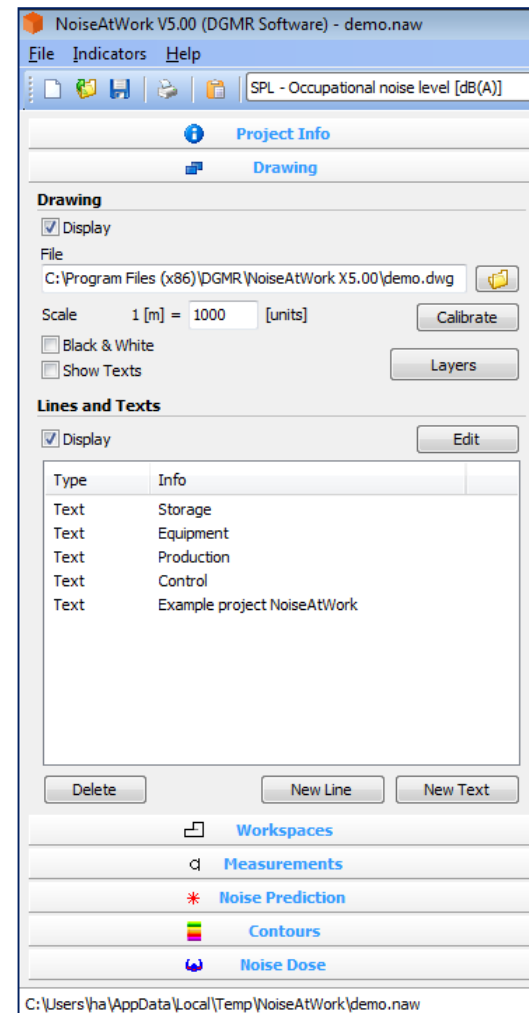 NoiseAtWork V5.00 (DGMR Software) - demo.naw
File Indicators Help
SPL - Occupational noise level [dB(A)]
Project Info
Drawing
Drawing
Display
File
C:\Program Files (x86)\DGMR\NoiseAtWork X5.00\demo.dwg
Scale 1 [m] = 1000 [units] Calibrate
Black & White
Show Texts Layers
Lines and Texts
Display Edit
Type Info
Text Storage
Text Equipment
Text Production
Text Control
Text Example project NoiseAtWork
Delete New Line New Text
Workspaces
Measurements
Noise Prediction
Contours
Noise Dose
C:\Users\ha\AppData\Local\Temp\NoiseAtWork\demo.naw